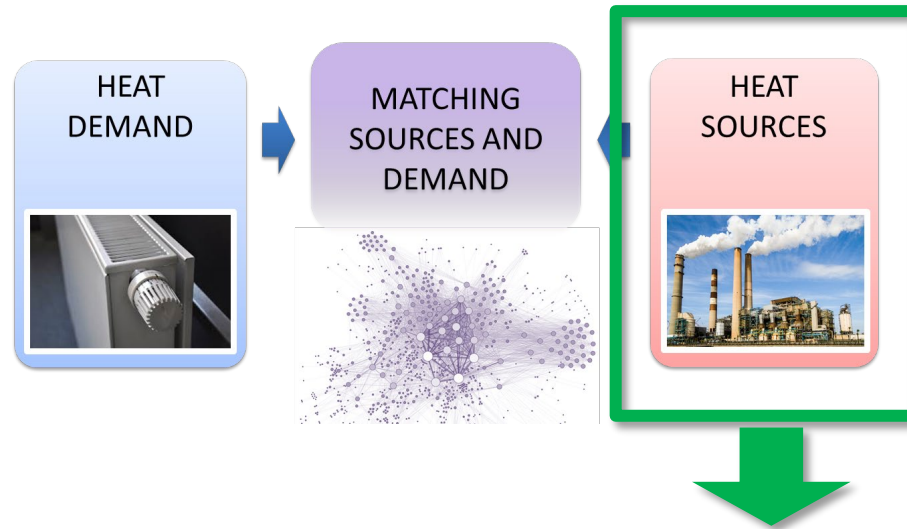 HEAT
DEMAND
MATCHING
SOURCES AND
DEMAND
HEAT
SOURCES